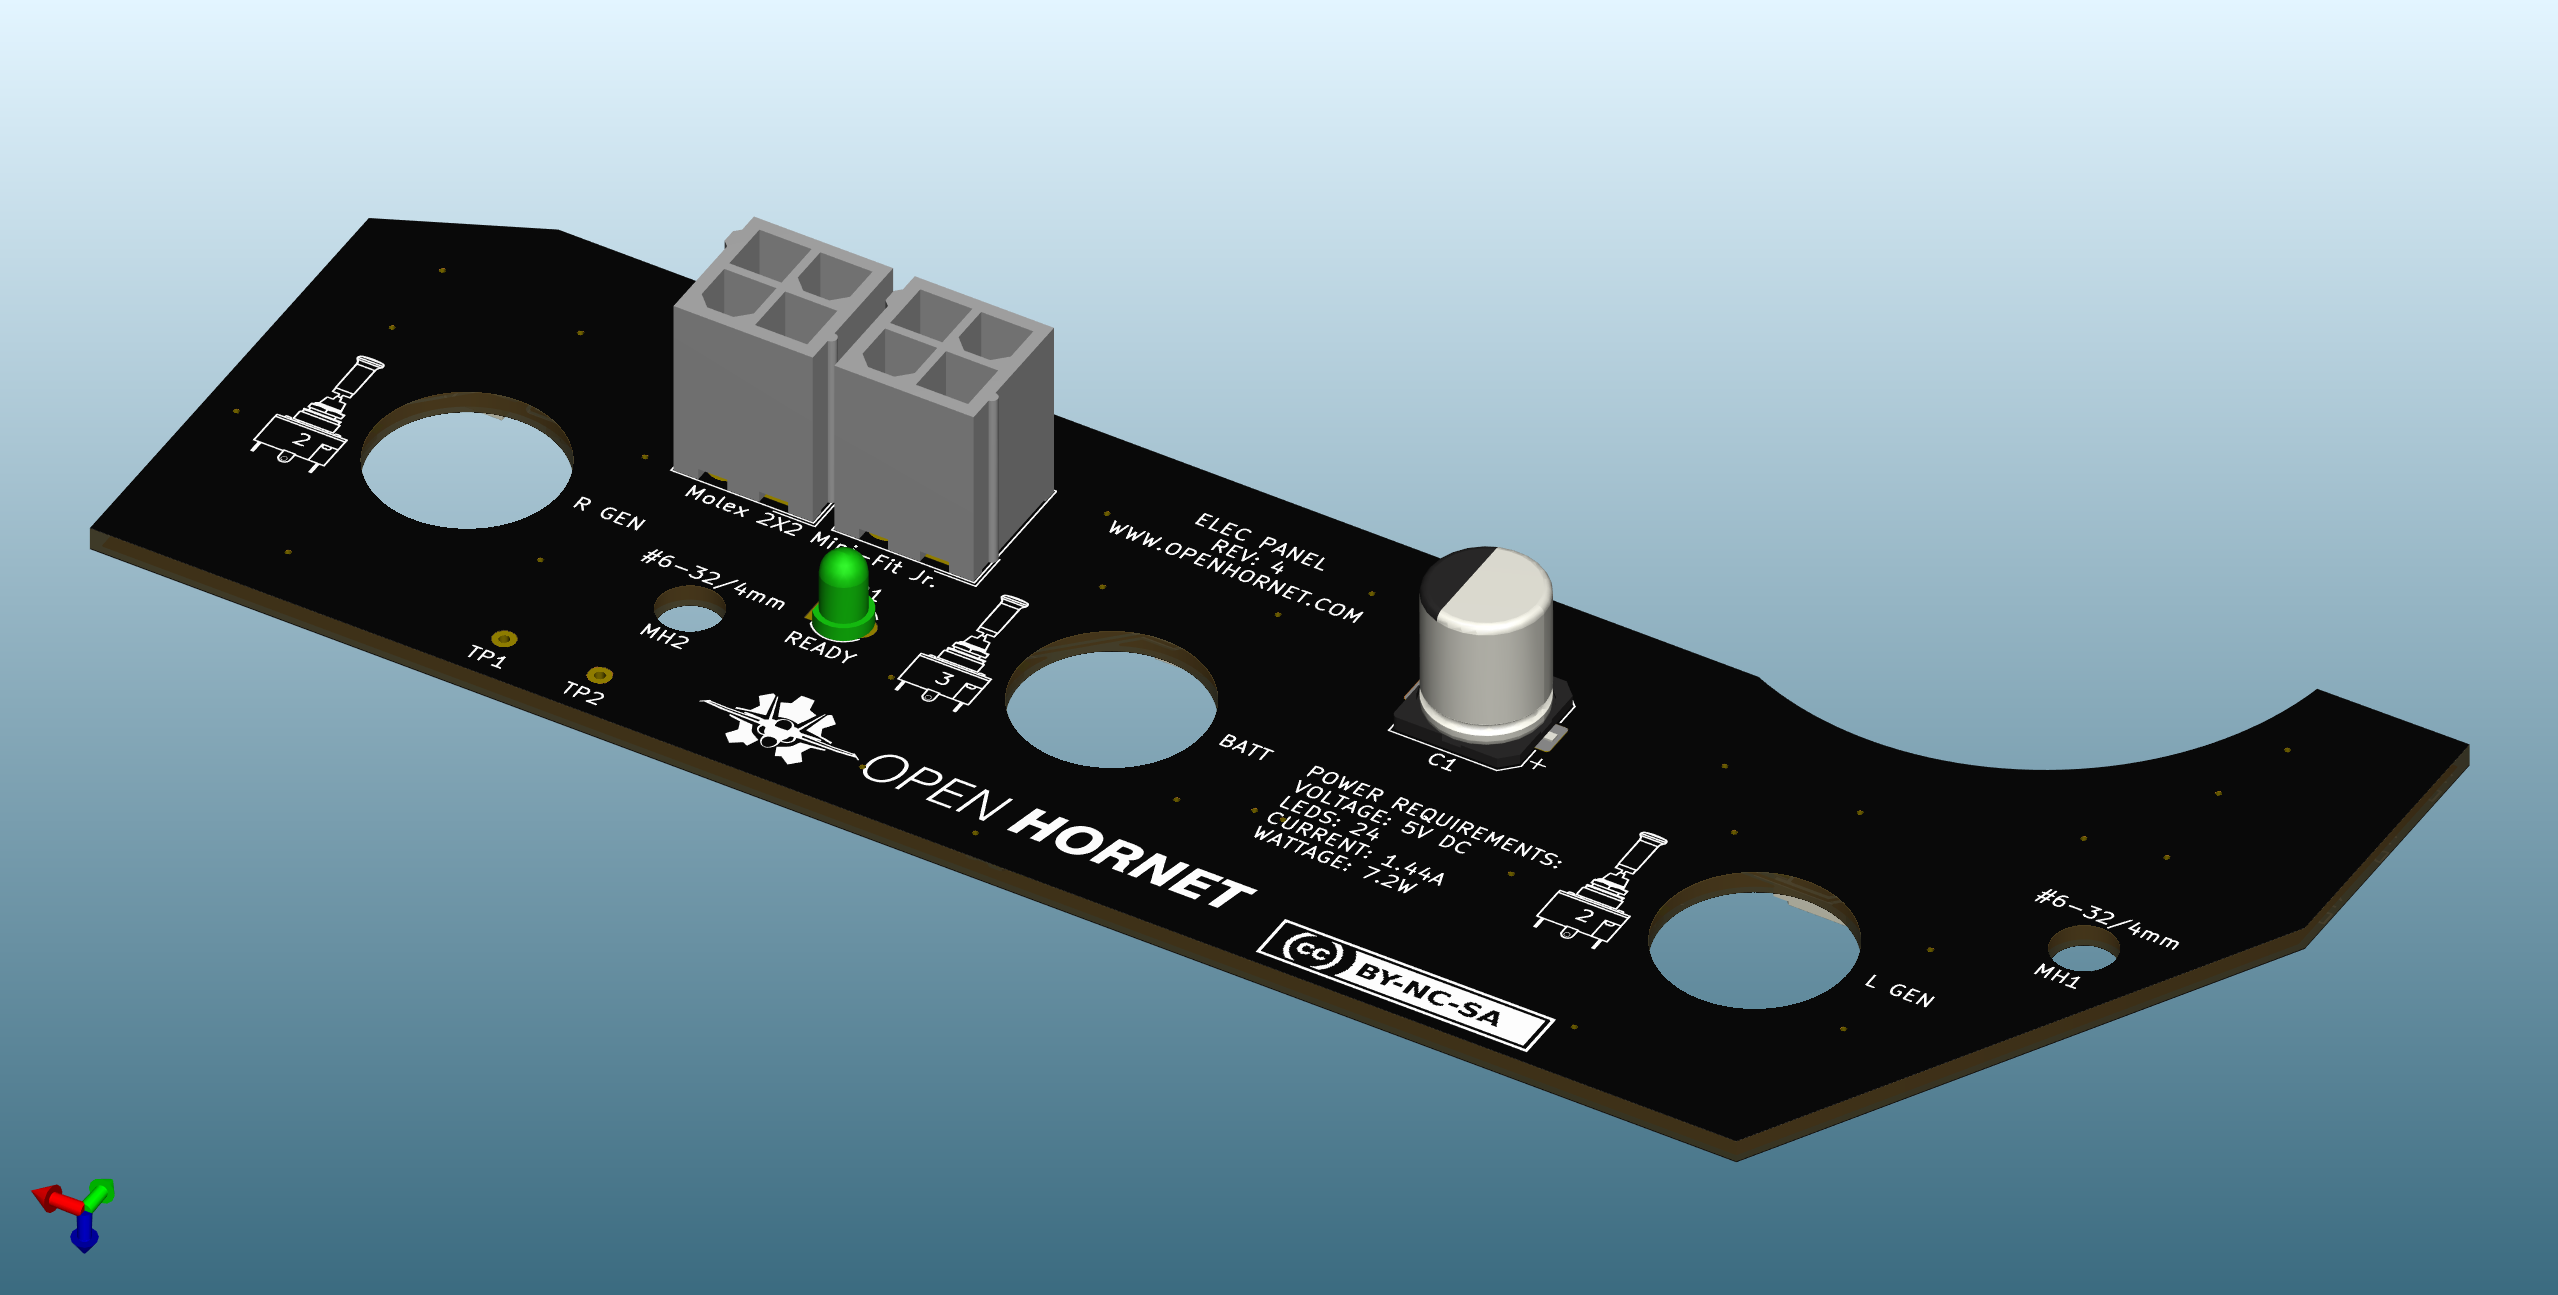 2
R GEN
Molex 2X2 Mini-Fit Jr.
#6-32/4mm
MH2
1
READY
TP1
TP2
ELEC PANEL
REV: 4
WWW.OPENHORNET.COM
3
BATT
OPEN HORNET
C1
+
POWER REQUIREMENTS:
VOLTAGE: 5V DC
LEDS: 24
CURRENT: 1.44A
WATTAGE: 7.2W
2
L GEN
#6-32/4mm
MH1
cc BY-NC-SA